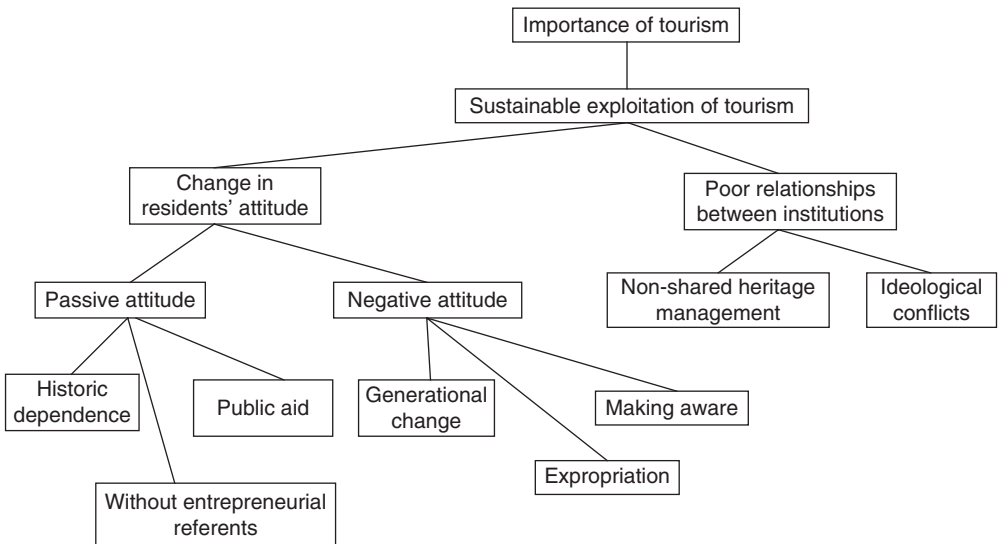 Importance of tourism
Sustainable exploitation of tourism
Change in
residents’ attitude
Poor relationships
between institutions
Passive attitude
Negative attitude
Non-shared heritage
management
Ideological
conflicts
Historic
dependence
Public aid
Generational
change
Making aware
Expropriation
Without entrepreneurial
referents